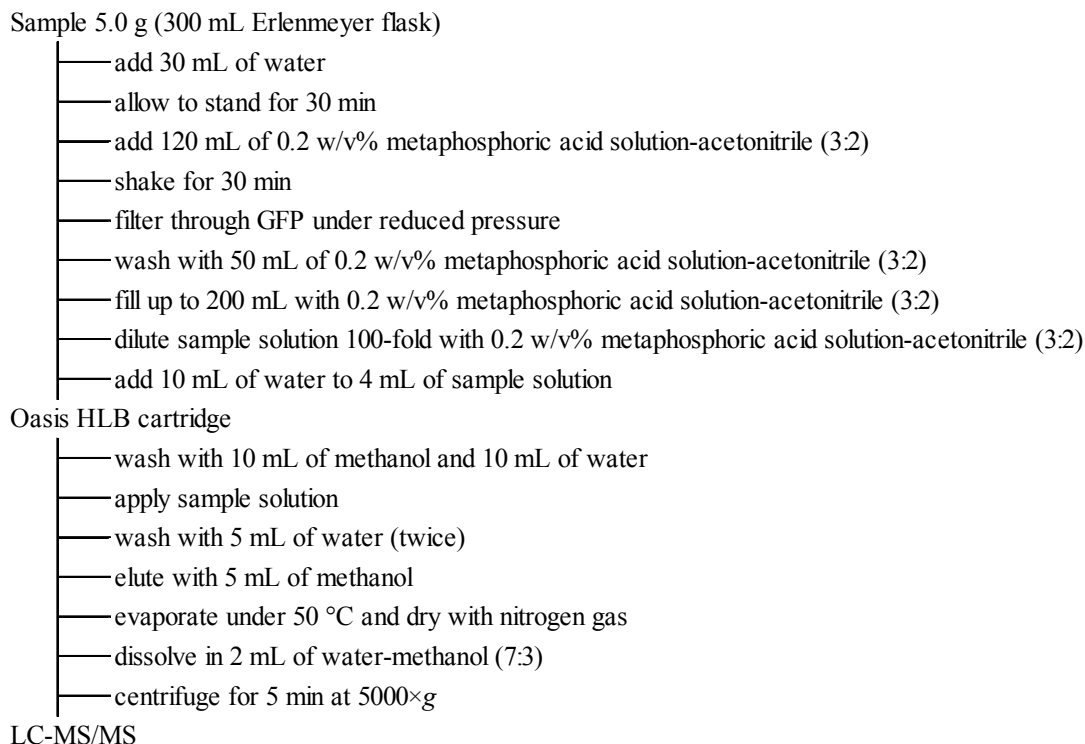 Sample 5.0 g (300 mL Erlenmeyer flask)
add 30 mL of water
allow to stand for 30 min
add 120 mL of 0.2 w/v% metaphosphoric acid solution-acetonitrile (3:2)
shake for 30 min
filter through GFP under reduced pressure
wash with 50 mL of 0.2 w/v% metaphosphoric acid solution-acetonitrile (3:2)
fill up to 200 mL with 0.2 w/v% metaphosphoric acid solution-acetonitrile (3:2)
dilute sample solution 100-fold with 0.2 w/v% metaphosphoric acid solution-acetonitrile (3:2)
add 10 mL of water to 4 mL of sample solution
Oasis HLB cartridge
wash with 10 mL of methanol and 10 mL of water
apply sample solution
wash with 5 mL of water (twice)
elute with 5 mL of methanol
evaporate under 50 °C and dry with nitrogen gas
dissolve in 2 mL of water-methanol (7:3)
centrifuge for 5 min at 5000×g
LC-MS/MS